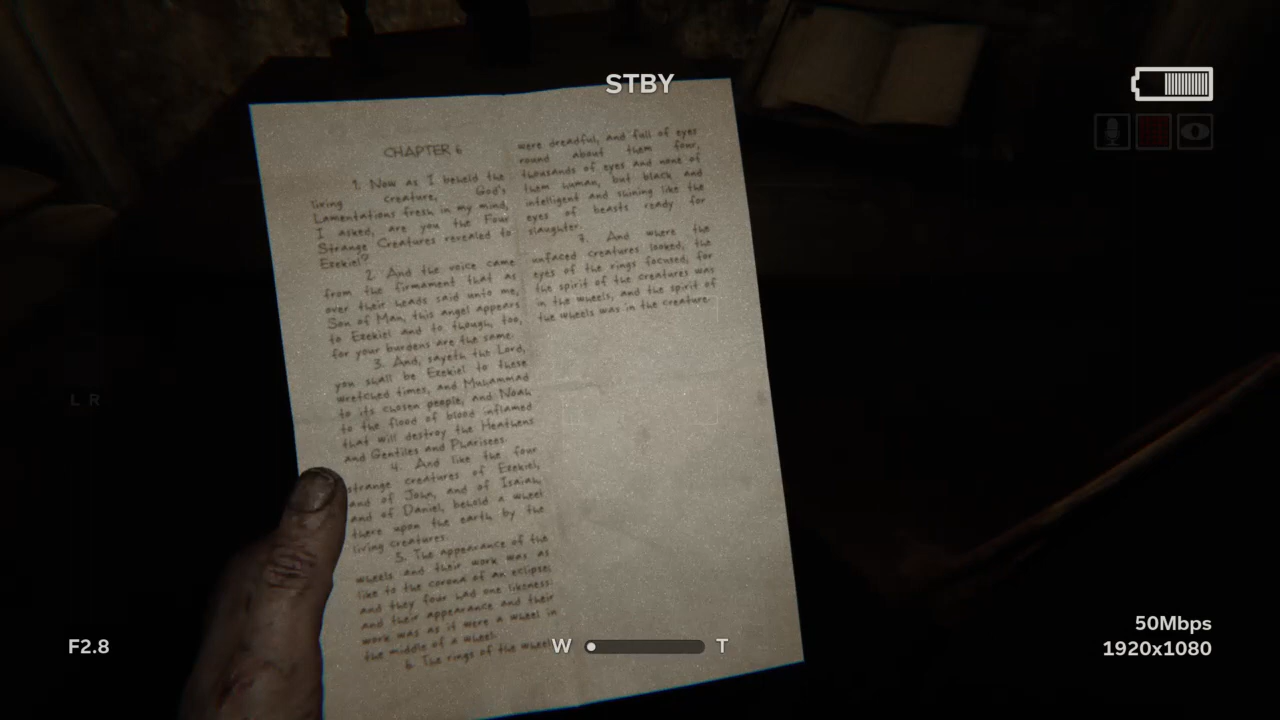 STBY
CHAPTER 6
1. Now as I beheld the
living creature, God's
Lamentations fresh in my mind,
I asked, are you the Four
Strange Creatures revealed to
Ezekiel?
2. And the voice came
from the firmament that as
over their heads said unto me,
Son of Man, this angel appears
to Ezekiel and to though, too,
for your burdens are the same.
3. And, sayeth the Lord,
you shall be Ezekiel to these
wretched times, and Muhammad
to its chosen people, and Noah
to the flood of blood inflamed
that will destroy the Heathens
and Gentiles and Pharisees.
4. And like the four
strange creatures of Ezekiel,
and of John, and of Isaiah,
and of Daniel, beheld a wheel
there upon the earth by the
living creatures.
5. The appearance of the
wheels and their work was as
like to the corona of an eclipse,
and they four had one likeness:
and their appearance and their
work was as if were a wheel in
the middle of a wheel.
6. The rings of the wheel
were dreadful, and full of eyes
round about them four,
thousands of eyes and none of
them human, but black and
intelligent and shining like the
eyes of beasts ready for
slaughter.
7. And where the
unfaced creatures looked, the
eyes of the rings focused, for
the spirit of the creatures was
in the wheels, and the spirit of
the wheels was in the creature.
L R
F2.8
W T
50Mbps
1920x1080